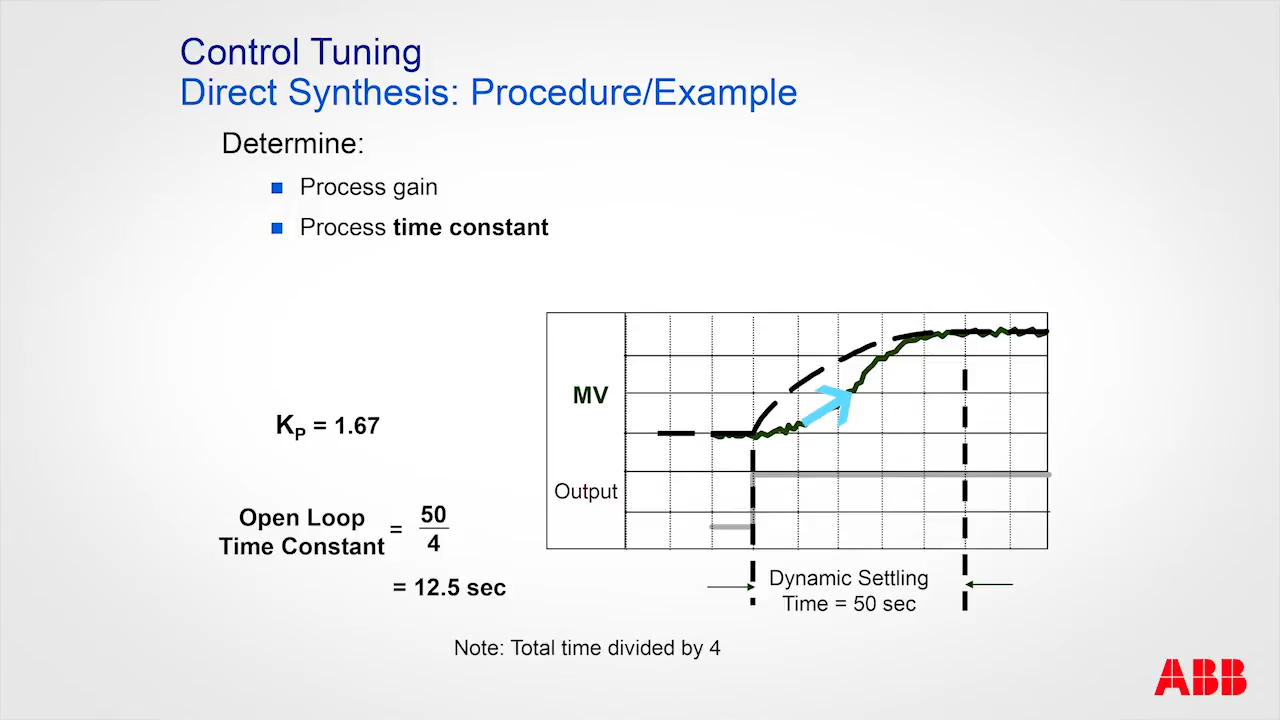 Control Tuning
Direct Synthesis: Procedure/Example
Determine:
Process gain
Process time constant
MV
Output
KP = 1.67
Open Loop
Time Constant
= 50
4
= 12.5 sec
Dynamic Settling
Time = 50 sec
Note: Total time divided by 4
ABB